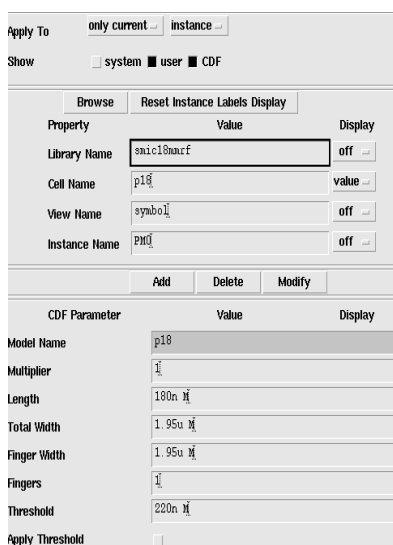 Apply To only current instance
Show system user CDF
Browse Reset Instance Labels Display
Property Value Display
Library Name smic18mmrf off
Cell Name p18 value
View Name symbol off
Instance Name PM0 off
Add Delete Modify
CDF Parameter Value Display
Model Name p18
Multiplier 1
Length 180n M
Total Width 1.95u M
Finger Width 1.95u M
Fingers 1
Threshold 220n M
Apply Threshold